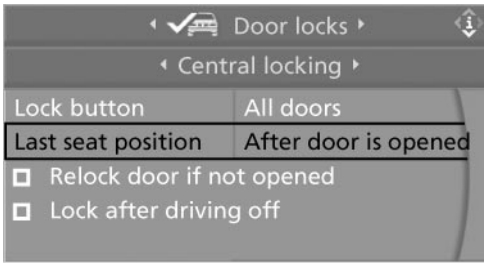 Door locks
Central locking
Lock button All doors
Last seat position After door is opened
Relock door if not opened
Lock after driving off